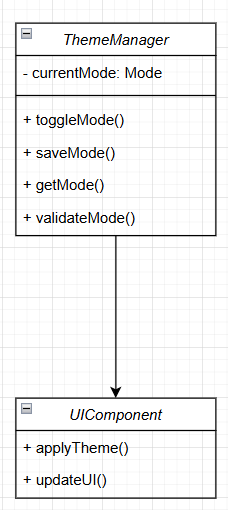 ThemeManager
- currentMode: Mode
+ toggleMode()
+ saveMode()
+ getMode()
+ validateMode()
UIComponent
+ applyTheme()
+ updateUI()